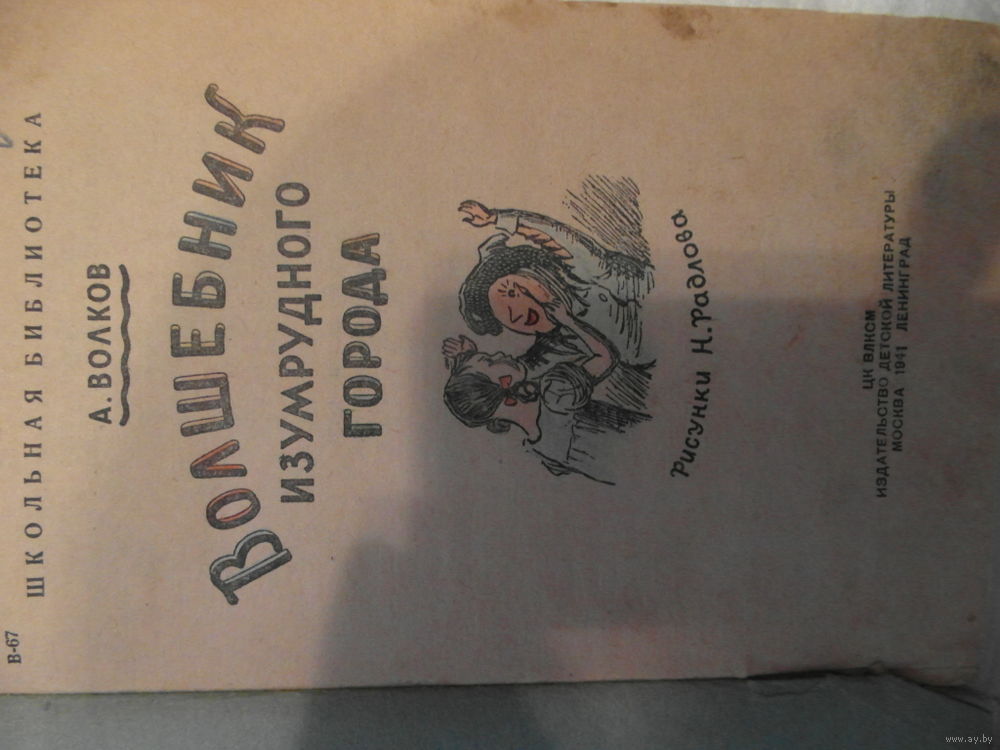 В-67
ШКОЛЬНАЯ БИБЛИОТЕКА
А. ВОЛКОВ
ВОЛШЕБНИК
ИЗУМРУДНОГО
ГОРОДА
Рисунки Н. Радлова
ЦК ВЛКСМ
ИЗДАТЕЛЬСТВО ДЕТСКОЙ ЛИТЕРАТУРЫ
МОСКВА 1941 ЛЕНИНГРАД
www.ay.by